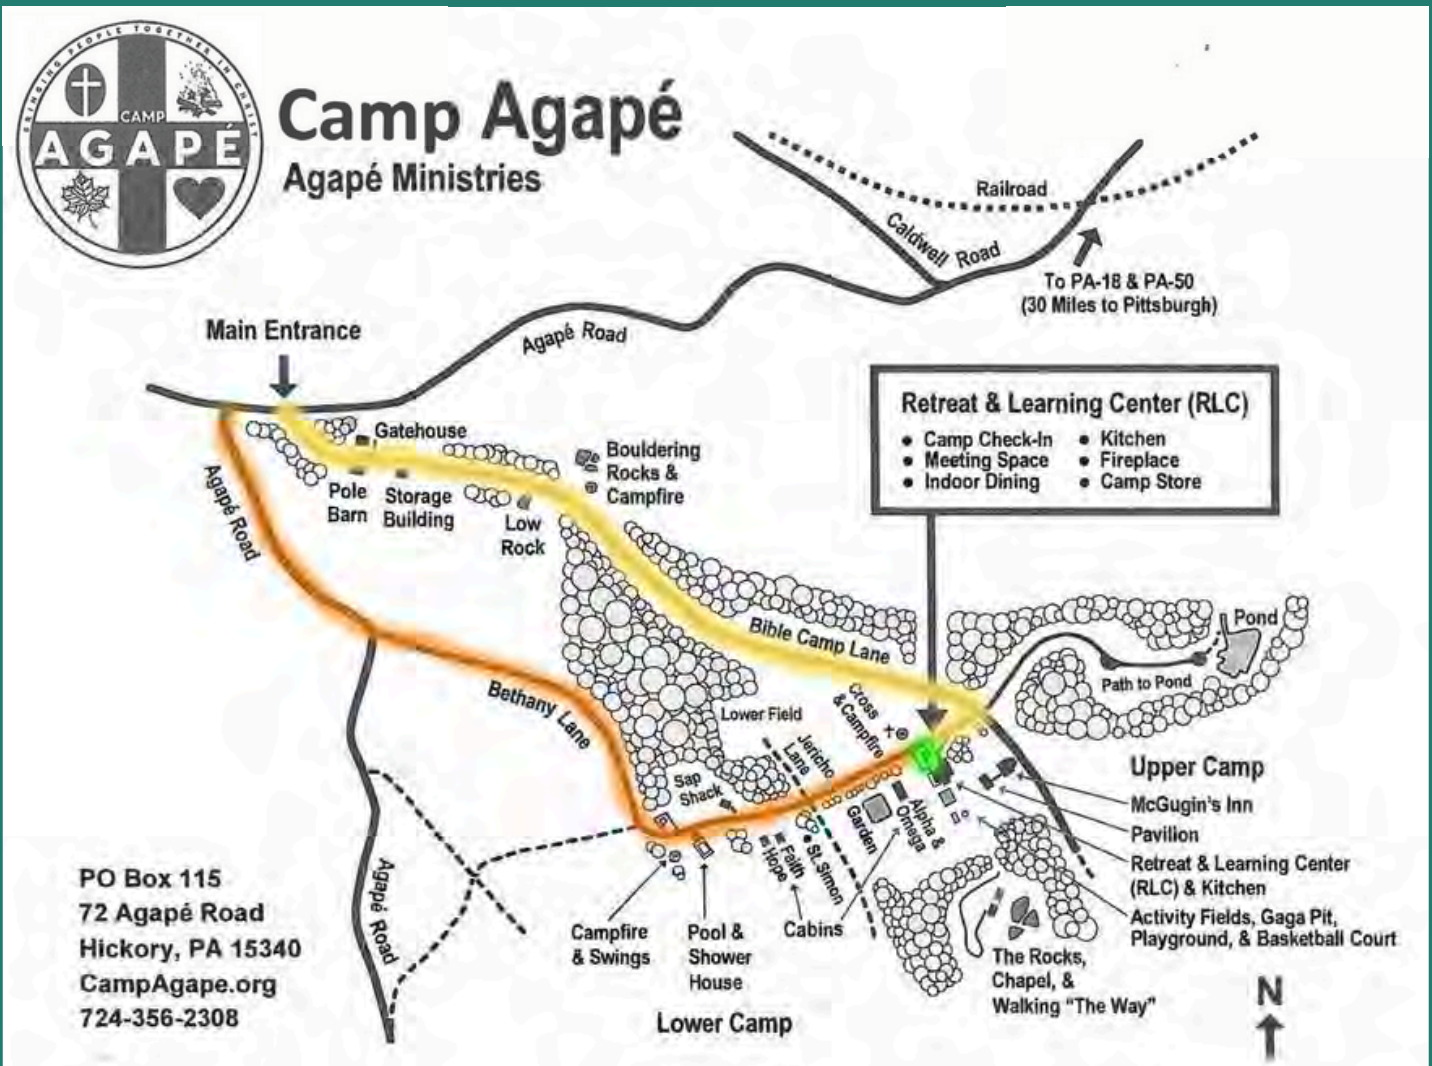 BRINGING PEOPLE TOGETHER IN CHRIST
CAMP
AGAPÉ
Camp Agapé
Agapé Ministries
Railroad
Caldwell Road
To PA-18 & PA-50
(30 Miles to Pittsburgh)
Main Entrance
Agapé Road
Retreat & Learning Center (RLC)
• Camp Check-In
• Meeting Space
• Indoor Dining
• Kitchen
• Fireplace
• Camp Store
Gatehouse
Bouldering
Rocks &
Campfire
Pole
Barn
Storage
Building
Low
Rock
Agapé Road
Bible Camp Lane
Pond
Path to Pond
Bethany Lane
Lower Field
Cross
& Campfire
Jericho
Lane
Sap
Shack
Upper Camp
McGugin's Inn
Pavilion
Retreat & Learning Center
(RLC) & Kitchen
Activity Fields, Gaga Pit,
Playground, & Basketball Court
Garden
Alpha &
Omega
St. Simon
Faith
Hope
Agapé Road
Campfire
& Swings
Pool &
Shower
House
Cabins
The Rocks,
Chapel, &
Walking "The Way"
Lower Camp
N
PO Box 115
72 Agapé Road
Hickory, PA 15340
CampAgape.org
724-356-2308